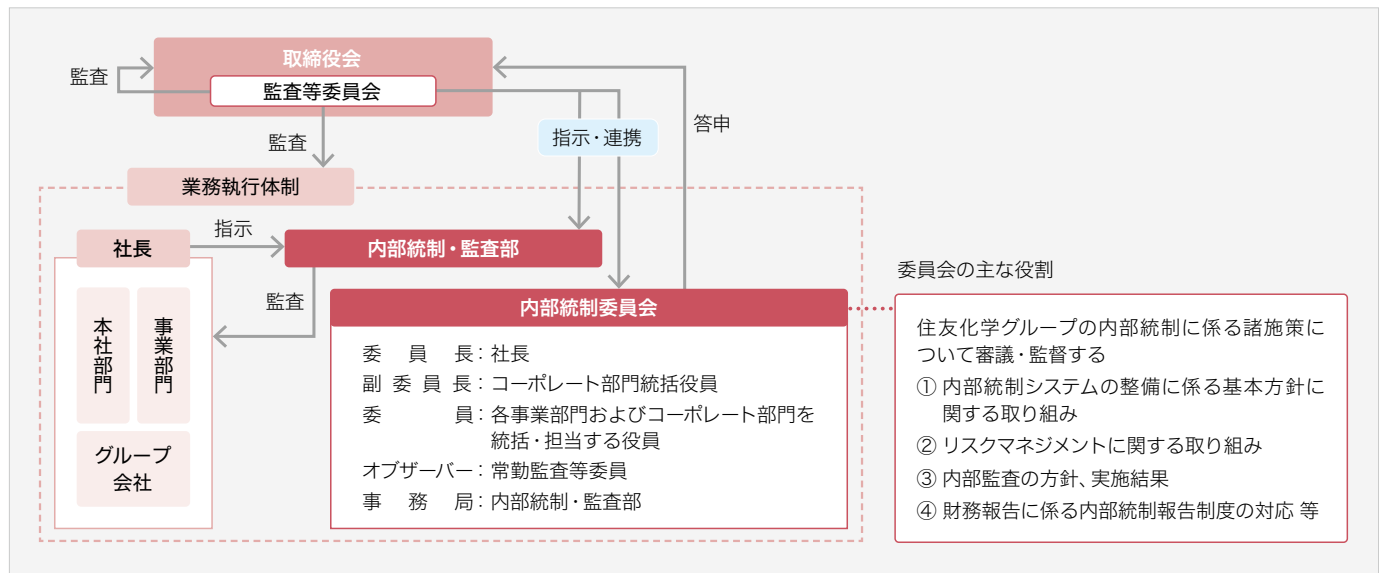 取締役会
監査
監査等委員会
監査
指示・連携
答申
業務執行体制
社長
指示
内部統制・監査部
監査
本社部門
事業部門
グループ
会社
内部統制委員会
委員長：社長
副委員長：コーポレート部門統括役員
委員：各事業部門およびコーポレート部門を
統括・担当する役員
オブザーバー：常勤監査等委員
事務局：内部統制・監査部
委員会の主な役割
住友化学グループの内部統制に係る諸施策に
ついて審議・監督する
① 内部統制システムの整備に係る基本方針に
関する取り組み
② リスクマネジメントに関する取り組み
③ 内部監査の方針、実施結果
④ 財務報告に係る内部統制報告制度の対応 等